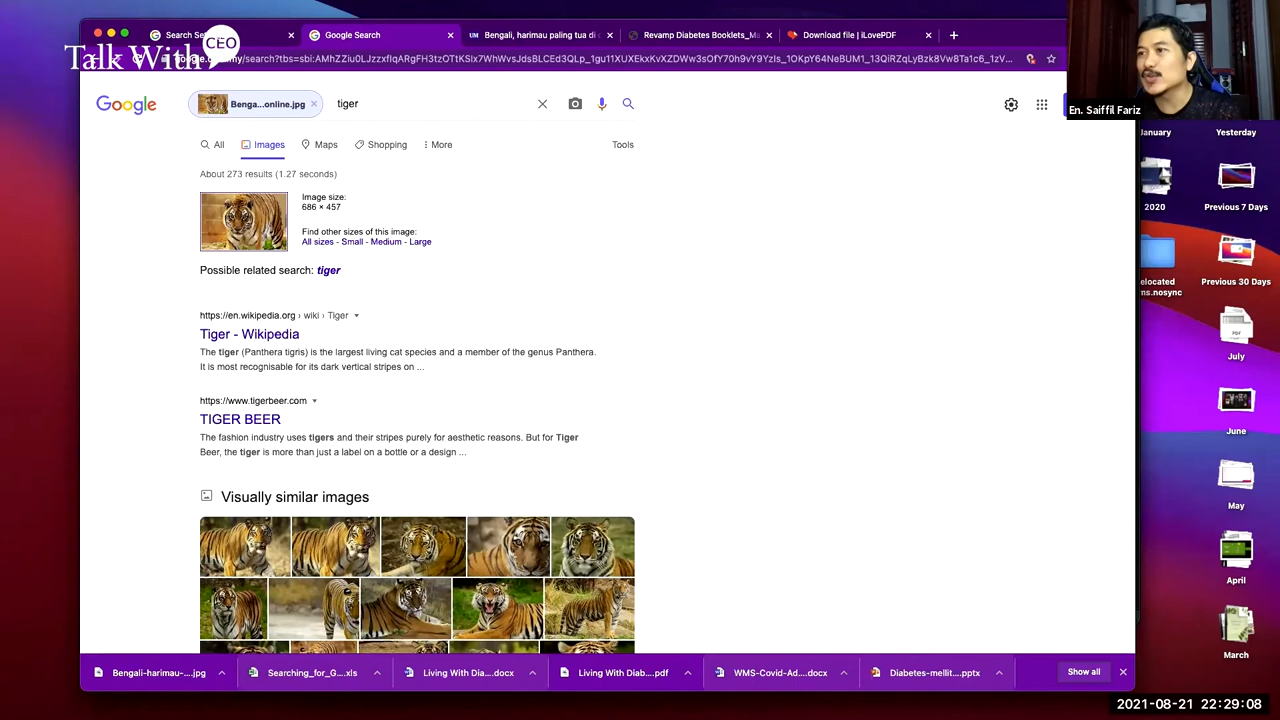 Talk With CEO
Search Se
Google Search
UM Bengali, harimau paling tua di
Revamp Diabetes Booklets_Ma
Download file | iLovePDF
En. Saiffil Fariz
Google
Benga...online.jpg
tiger
All
Images
Maps
Shopping
More
Tools
About 273 results (1.27 seconds)
Image size:
686 × 457
Find other sizes of this image:
All sizes - Small - Medium - Large
Possible related search: tiger
https://en.wikipedia.org › wiki › Tiger
Tiger - Wikipedia
The tiger (Panthera tigris) is the largest living cat species and a member of the genus Panthera.
It is most recognisable for its dark vertical stripes on ...
https://www.tigerbeer.com
TIGER BEER
The fashion industry uses tigers and their stripes purely for aesthetic reasons. But for Tiger
Beer, the tiger is more than just a label on a bottle or a design ...
Visually similar images
January
Yesterday
2020
Previous 7 Days
elocated
ms.nosync
Previous 30 Days
PDF
July
June
May
April
March
Bengali-harimau-....jpg
Searching_for_G....xls
Living With Dia....docx
Living With Diab....pdf
WMS-Covid-Ad....docx
Diabetes-mellit....pptx
Show all
2021-08-21 22:29:08